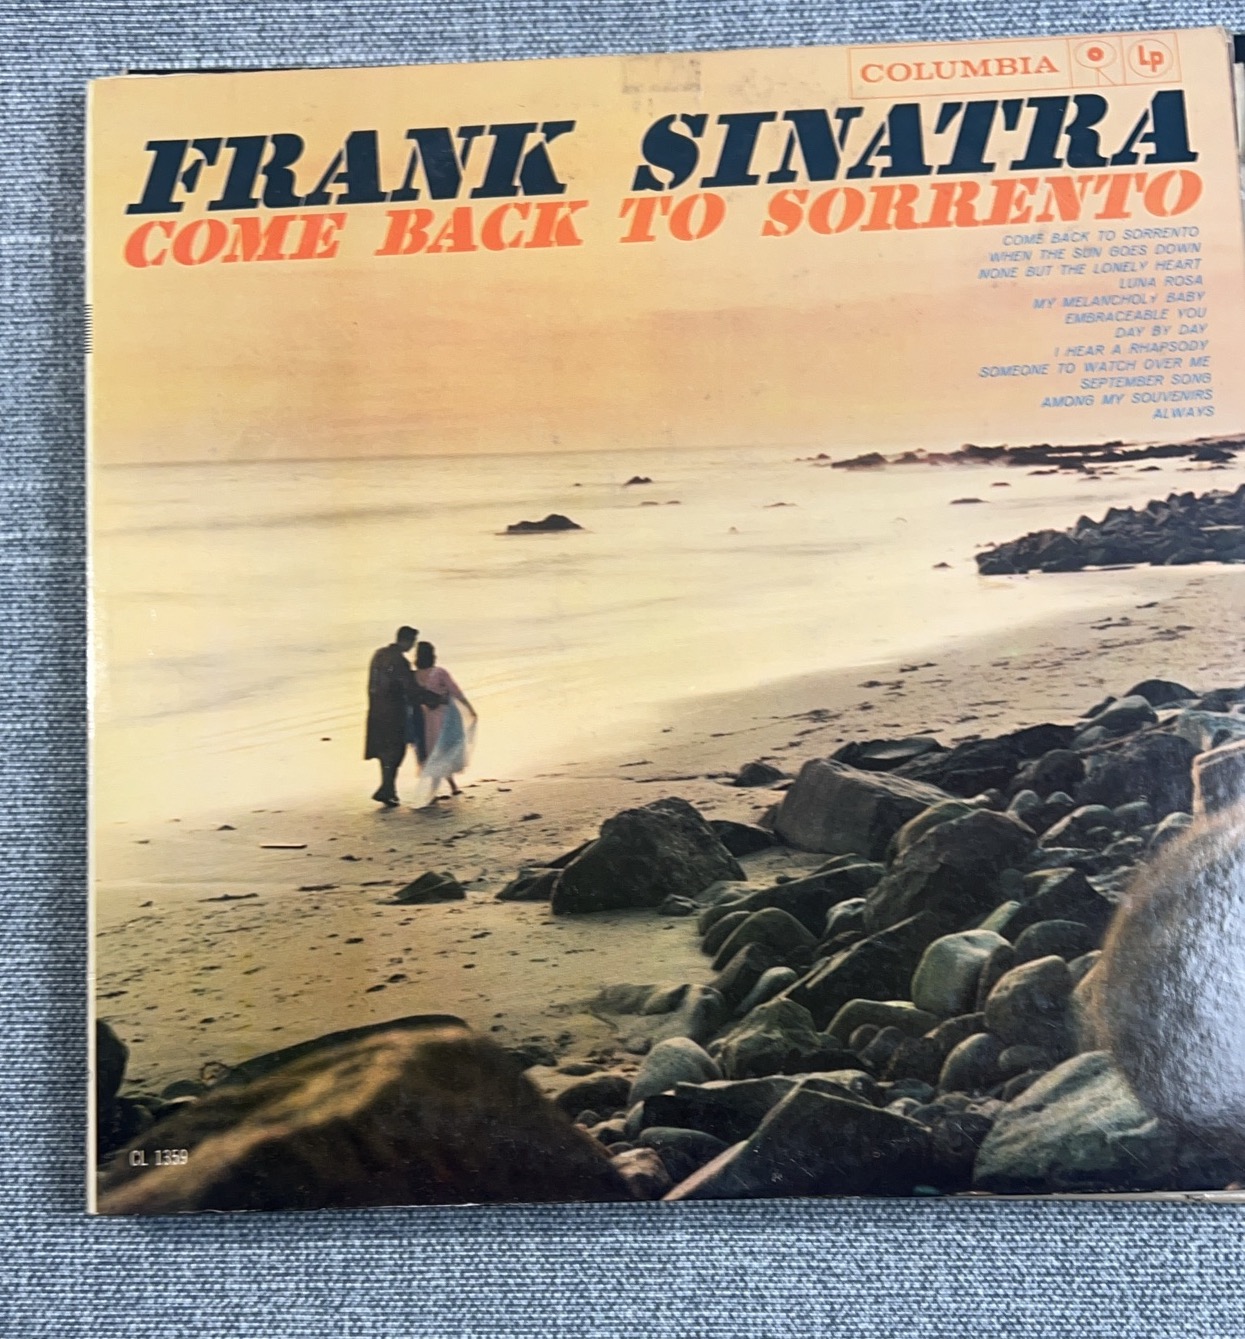 COLUMBIA Lp
FRANK SINATRA
COME BACK TO SORRENTO
COME BACK TO SORRENTO
WHEN THE SUN GOES DOWN
NONE BUT THE LONELY HEART
LUNA ROSA
MY MELANCHOLY BABY
EMBRACEABLE YOU
DAY BY DAY
I HEAR A RHAPSODY
SOMEONE TO WATCH OVER ME
SEPTEMBER SONG
AMONG MY SOUVENIRS
ALWAYS
CL 1359